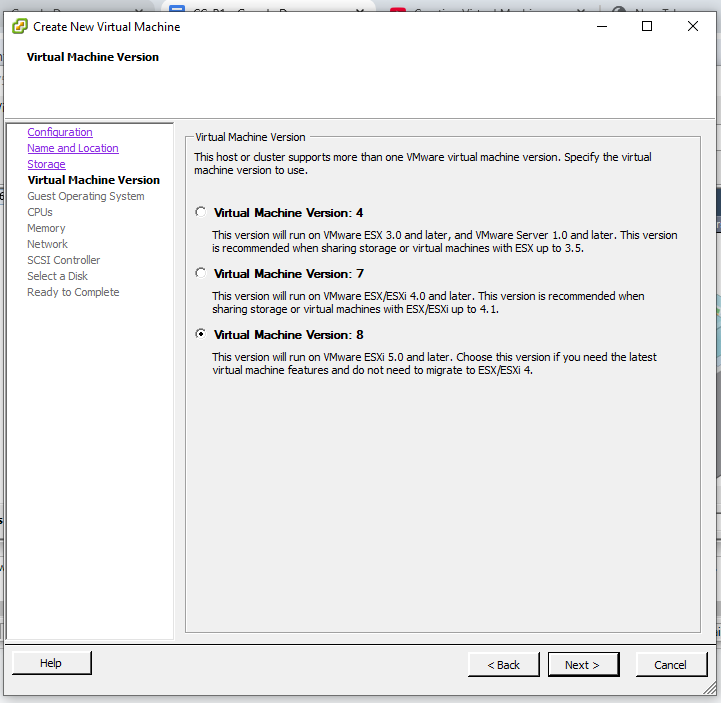 Create New Virtual Machine
Virtual Machine Version
Configuration
Name and Location
Storage
Virtual Machine Version
Guest Operating System
CPUs
Memory
Network
SCSI Controller
Select a Disk
Ready to Complete
Virtual Machine Version
This host or cluster supports more than one VMware virtual machine version. Specify the virtual
machine version to use.
Virtual Machine Version: 4
This version will run on VMware ESX 3.0 and later, and VMware Server 1.0 and later. This version
is recommended when sharing storage or virtual machines with ESX up to 3.5.
Virtual Machine Version: 7
This version will run on VMware ESX/ESXi 4.0 and later. This version is recommended when
sharing storage or virtual machines with ESX/ESXi up to 4.1.
Virtual Machine Version: 8
This version will run on VMware ESXi 5.0 and later. Choose this version if you need the latest
virtual machine features and do not need to migrate to ESX/ESXi 4.
Help
< Back
Next >
Cancel